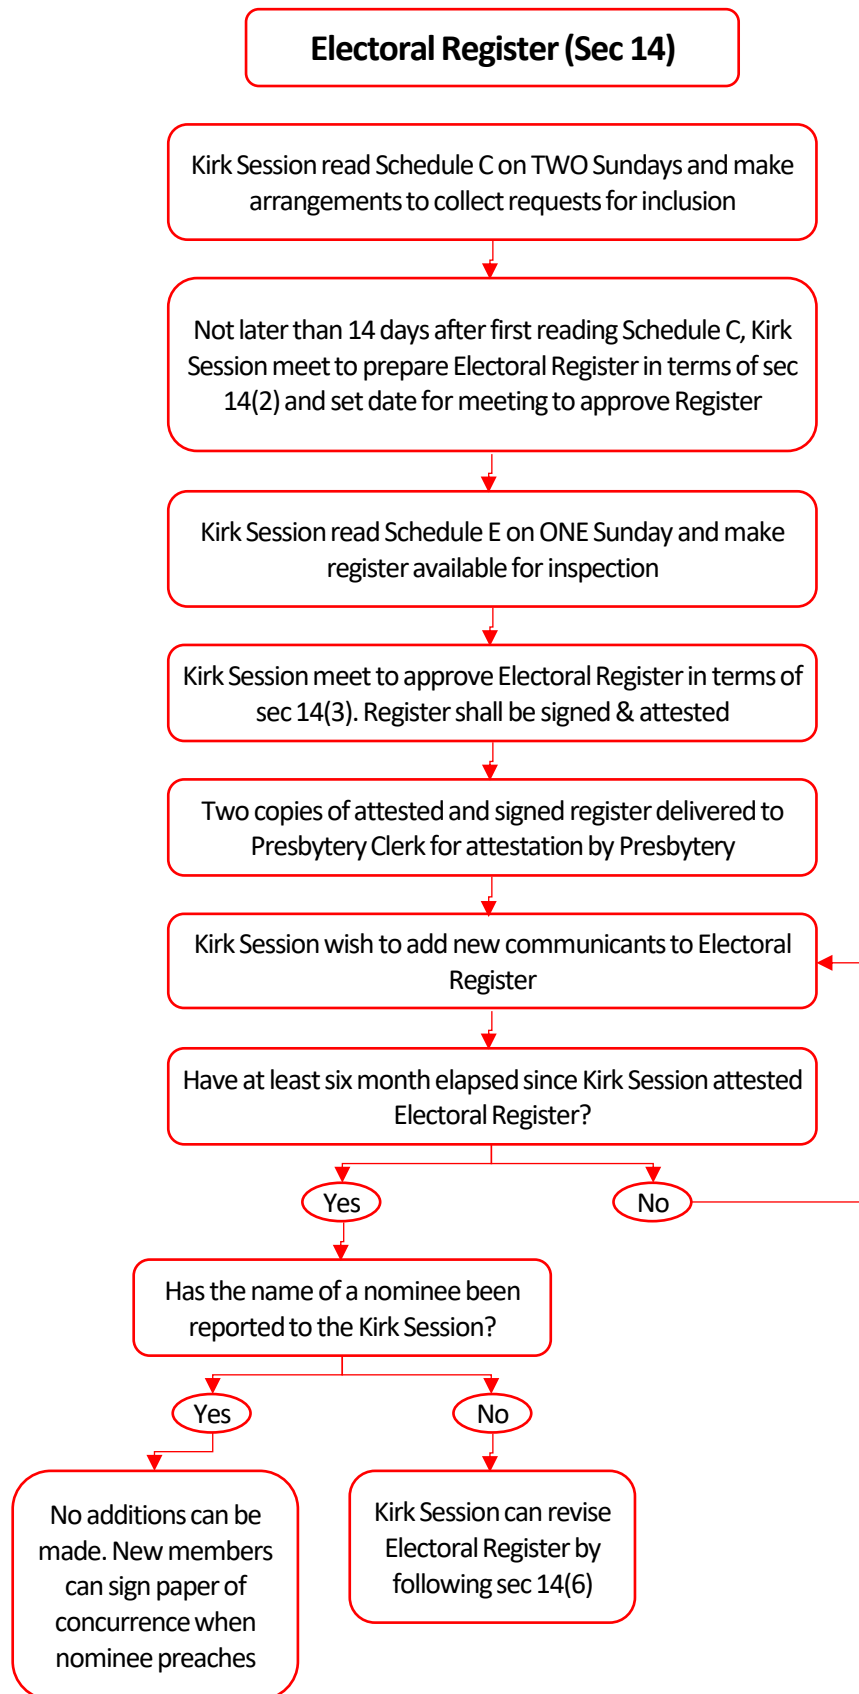 Electoral Register (Sec 14)
Kirk Session read Schedule C on TWO Sundays and make
arrangements to collect requests for inclusion
Not later than 14 days after first reading Schedule C, Kirk
Session meet to prepare Electoral Register in terms of sec
14(2) and set date for meeting to approve Register
Kirk Session read Schedule E on ONE Sunday and make
register available for inspection
Kirk Session meet to approve Electoral Register in terms of
sec 14(3). Register shall be signed & attested
Two copies of attested and signed register delivered to
Presbytery Clerk for attestation by Presbytery
Kirk Session wish to add new communicants to Electoral
Register
Have at least six month elapsed since Kirk Session attested
Electoral Register?
Yes
No
Has the name of a nominee been
reported to the Kirk Session?
Yes
No
No additions can be
made. New members
can sign paper of
concurrence when
nominee preaches
Kirk Session can revise
Electoral Register by
following sec 14(6)